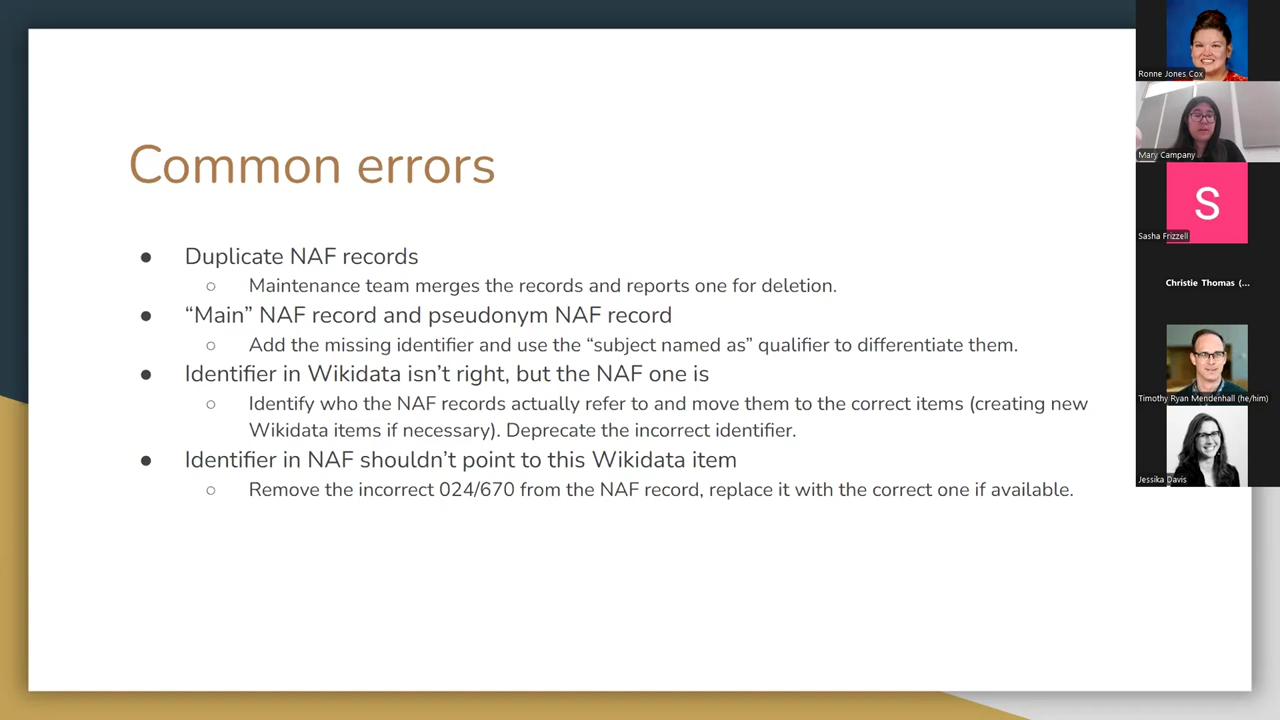 Common errors
● Duplicate NAF records
○ Maintenance team merges the records and reports one for deletion.
● “Main” NAF record and pseudonym NAF record
○ Add the missing identifier and use the “subject named as” qualifier to differentiate them.
● Identifier in Wikidata isn’t right, but the NAF one is
○ Identify who the NAF records actually refer to and move them to the correct items (creating new
Wikidata items if necessary). Deprecate the incorrect identifier.
● Identifier in NAF shouldn’t point to this Wikidata item
○ Remove the incorrect 024/670 from the NAF record, replace it with the correct one if available.
Ronne Jones Cox
Mary Campany
S
Sasha Frizzell
Christie Thomas (...
Timothy Ryan Mendenhall (he/him)
Jessika Davis